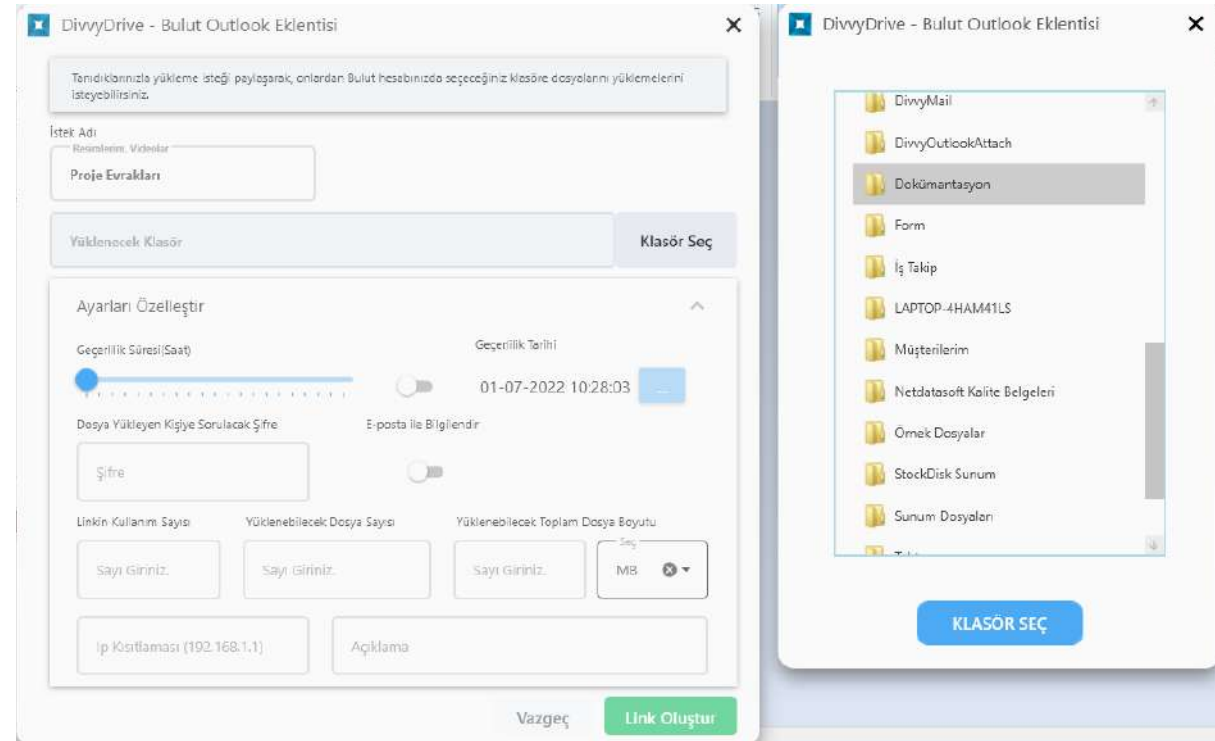 DivvyDrive - Bulut Outlook Eklentisi
Tanıdıklarınızla yükleme isteği paylaşarak, onlardan Bulut hesabınızda seçeceğiniz klasöre dosyalarını yüklemelerini
isteyebilirsiniz.
İstek Adı
Resimlerim, Videolar
Proje Evrakları
Yüklenecek Klasör
Klasör Seç
Ayarları Özelleştir
Geçerlilik Süresi(Saat)
Geçerlilik Tarihi
01-07-2022 10:28:03
...
Dosya Yükleyen Kişiye Sorulacak Şifre
E-posta ile Bilgilendir
Şifre
Linkin Kullanım Sayısı
Yüklenebilecek Dosya Sayısı
Yüklenebilecek Toplam Dosya Boyutu
Sayı Giriniz.
Sayı Giriniz.
Sayı Giriniz.
Seç
MB
Ip Kısıtlaması (192.168.1.1)
Açıklama
Vazgeç
Link Oluştur
DivvyDrive - Bulut Outlook Eklentisi
DivvyMail
DivvyOutlookAttach
Dokümantasyon
Form
İş Takip
LAPTOP-4HAM41LS
Müşterilerim
Netdatasoft Kalite Belgeleri
Örnek Dosyalar
StockDisk Sunum
Sunum Dosyaları
KLASÖR SEÇ